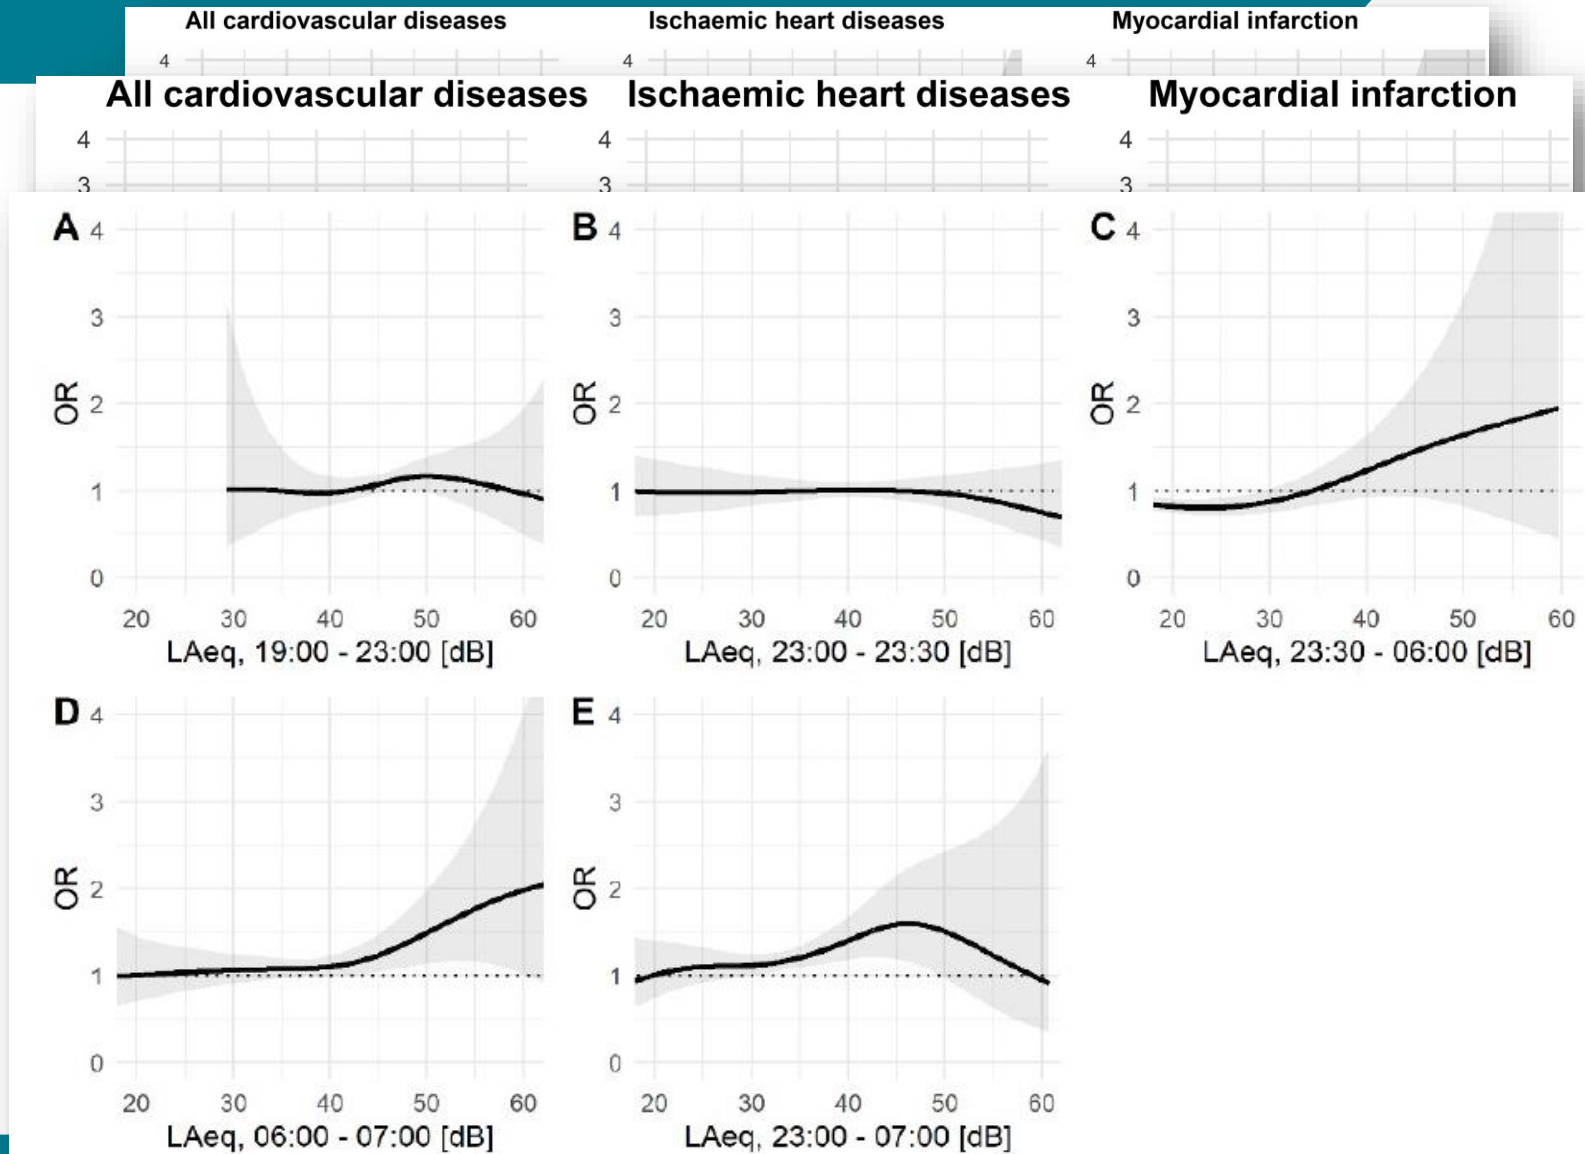 All cardiovascular diseases Ischaemic heart diseases Myocardial infarction
4 4 4
All cardiovascular diseases Ischaemic heart diseases Myocardial infarction
4 4 4
3 3 3
A B C
4 4 4
3 3 3
OR OR OR
2 2 2
1 1 1
0 0 0
20 30 40 50 60 20 30 40 50 60 20 30 40 50 60
LAeq, 19:00 - 23:00 [dB] LAeq, 23:00 - 23:30 [dB] LAeq, 23:30 - 06:00 [dB]
D E
4 4
3 3
OR OR
2 2
1 1
0 0
20 30 40 50 60 20 30 40 50 60
LAeq, 06:00 - 07:00 [dB] LAeq, 23:00 - 07:00 [dB]